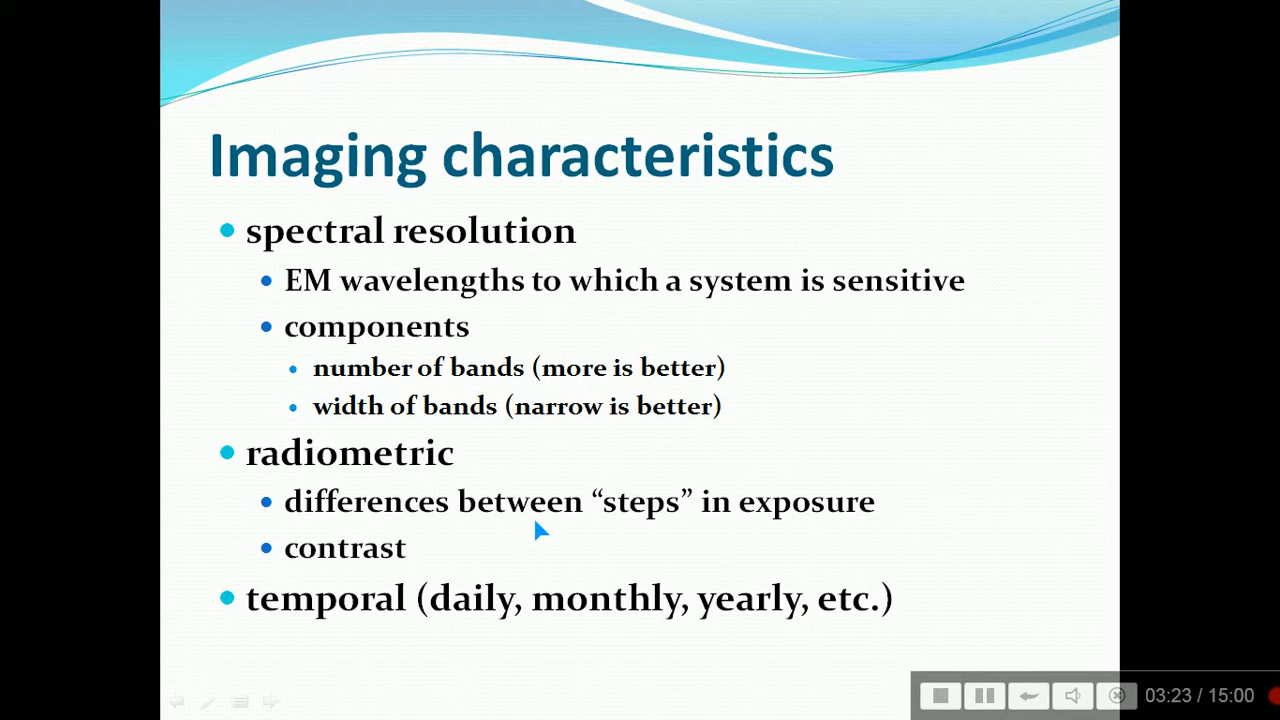 Imaging characteristics
spectral resolution
EM wavelengths to which a system is sensitive
components
number of bands (more is better)
width of bands (narrow is better)
radiometric
differences between “steps” in exposure
contrast
temporal (daily, monthly, yearly, etc.)
03:23 / 15:00